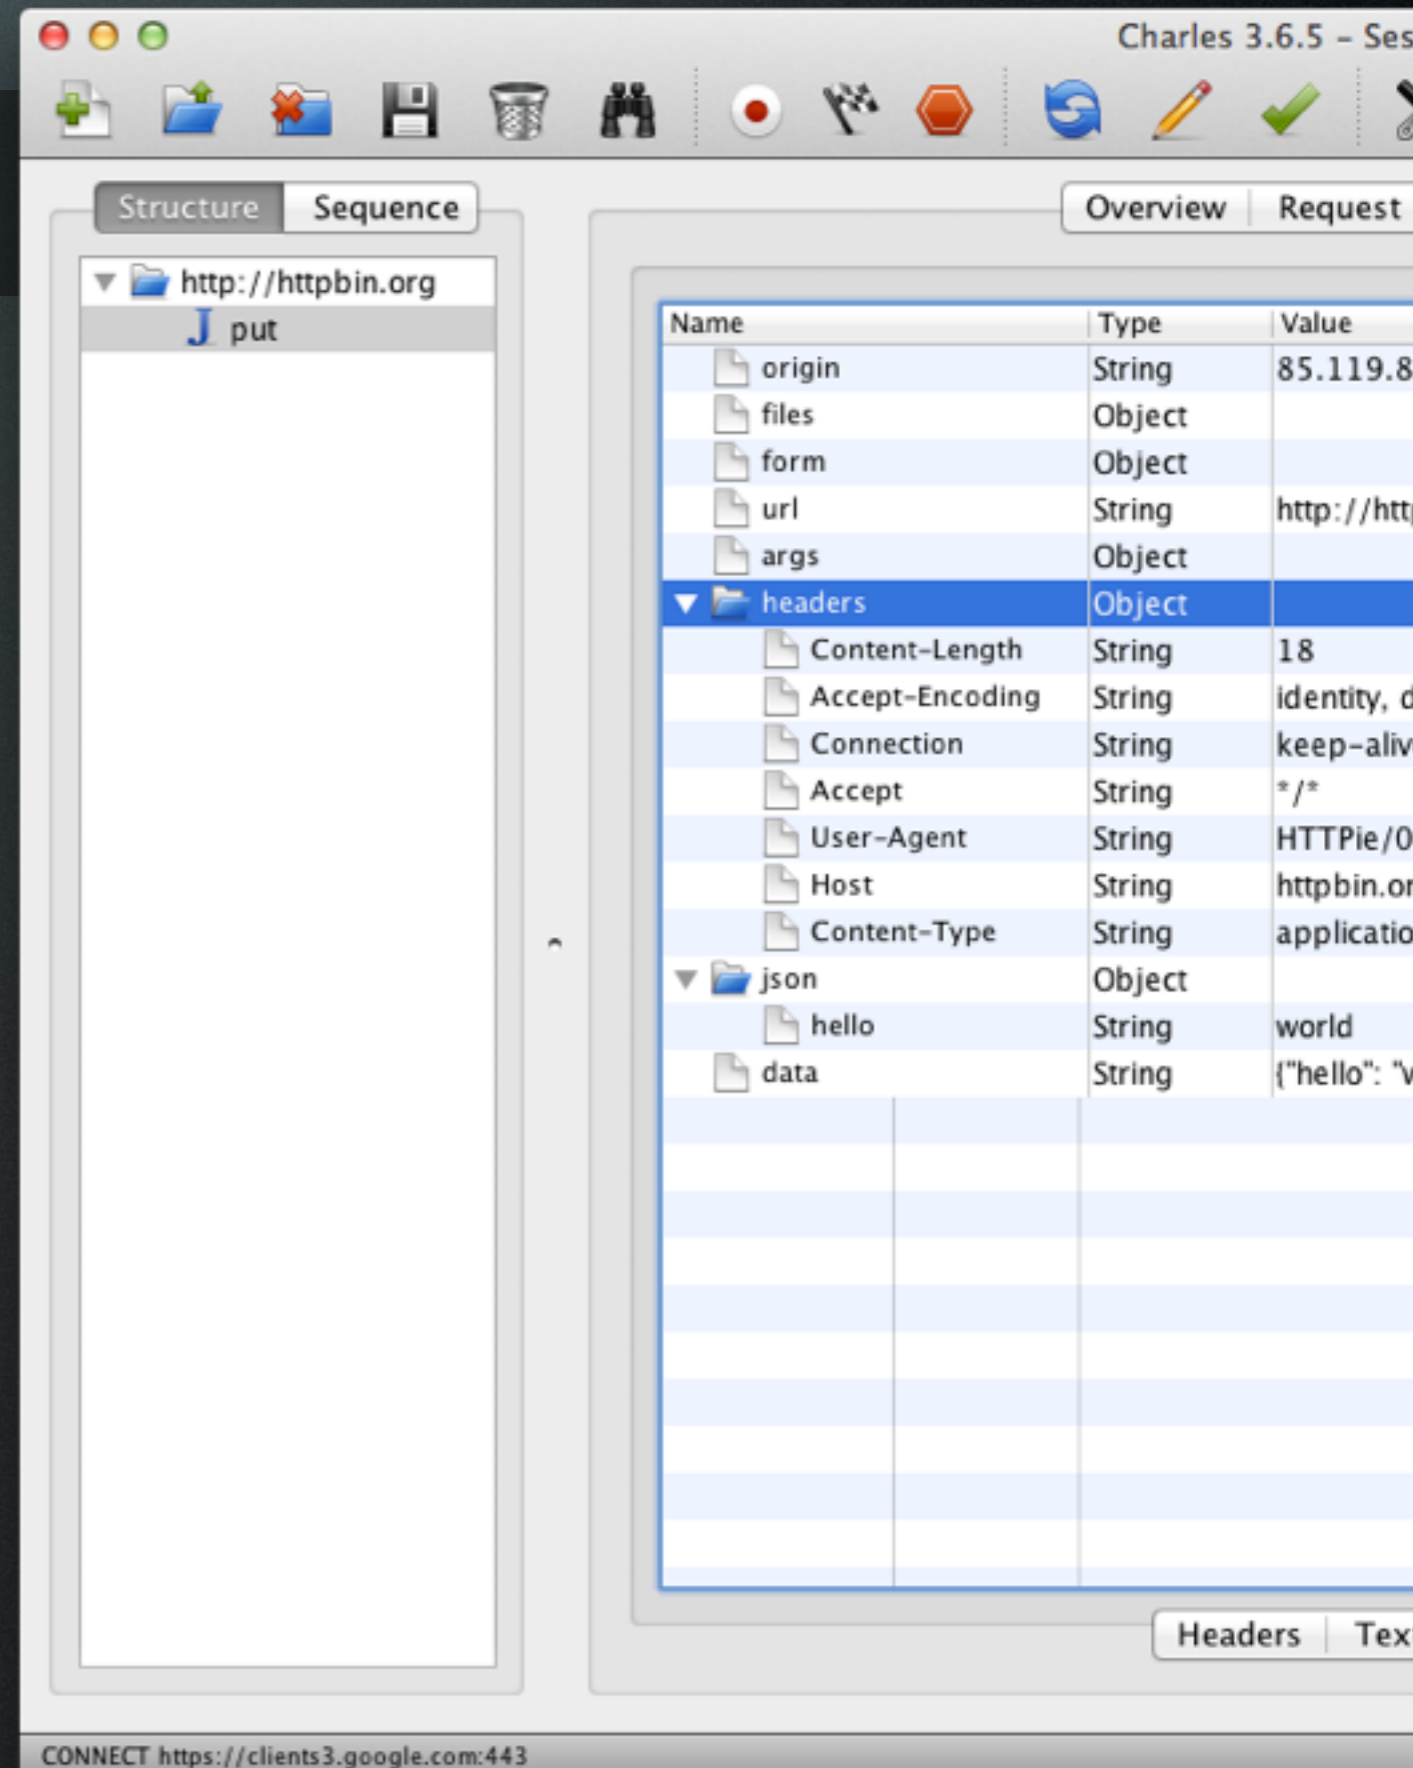 Charles 3.6.5 – Ses
Structure Sequence
Overview Request
http://httpbin.org
put
Name Type Value
origin String 85.119.8
files Object
form Object
url String http://http
args Object
headers Object
Content-Length String 18
Accept-Encoding String identity, d
Connection String keep-aliv
Accept String */*
User-Agent String HTTPie/0
Host String httpbin.or
Content-Type String applicatio
json Object
hello String world
data String {"hello": "w
Headers Tex
CONNECT https://clients3.google.com:443